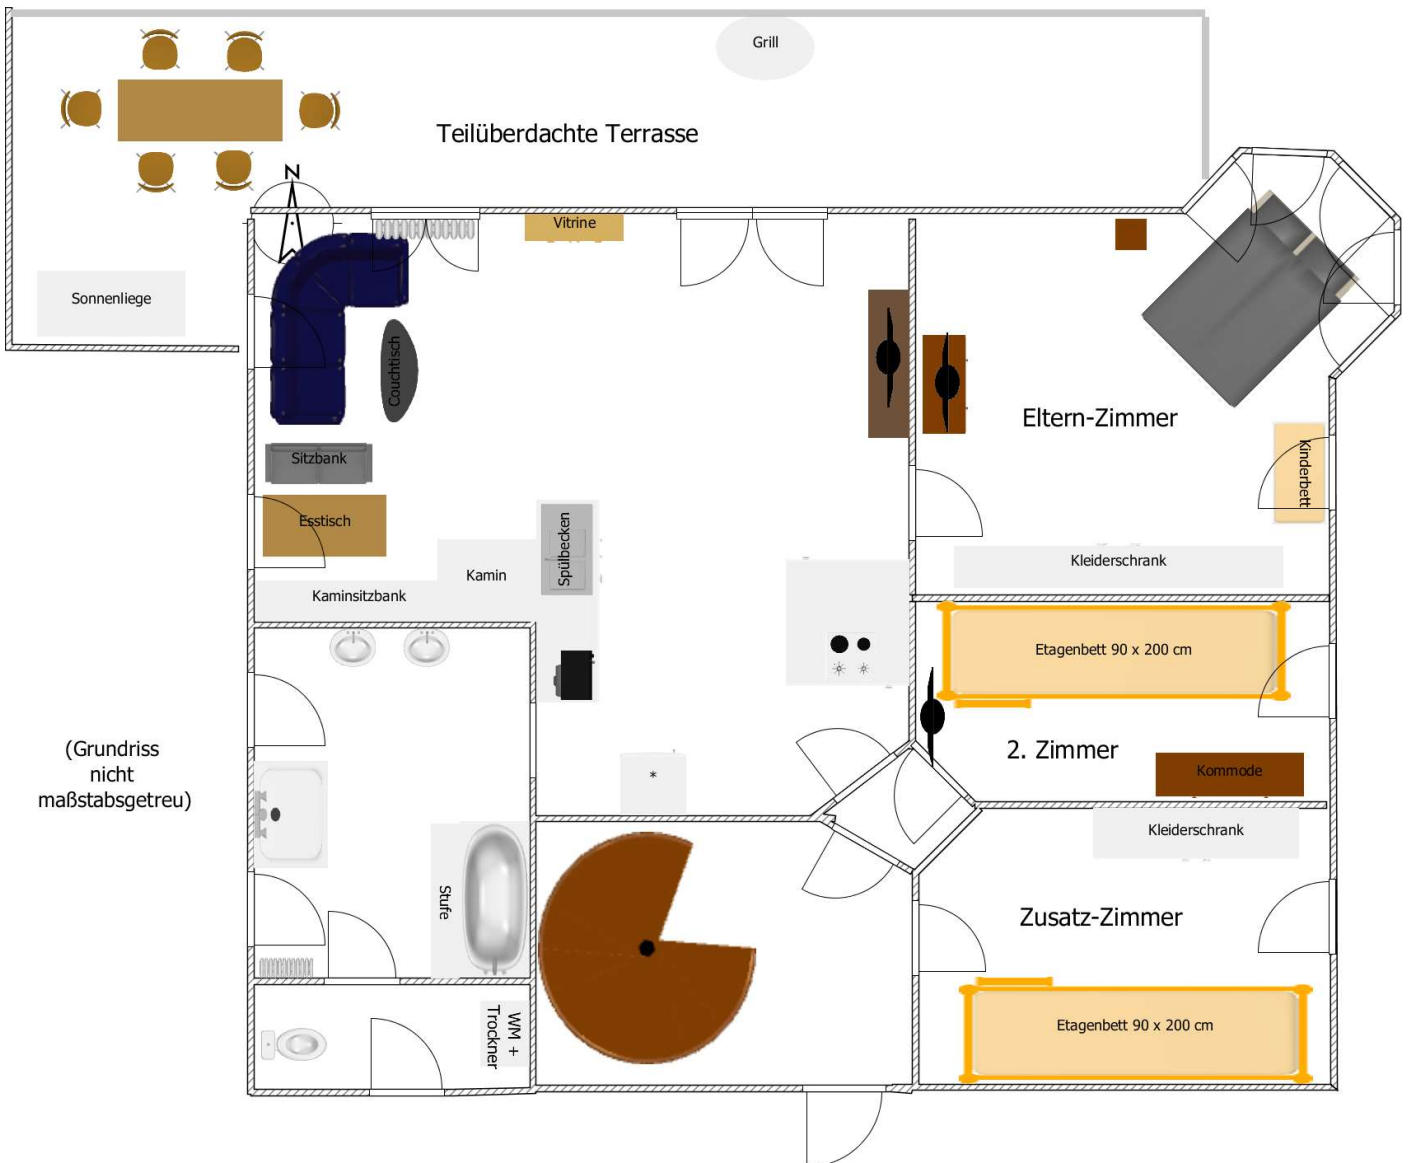 Grill
Teilüberdachte Terrasse
N
Vitrine
Sonnenliege
Couchtisch
Eltern-Zimmer
Sitzbank
Kinderbett
Esstisch
Spülbecken
Kamin
Kleiderschrank
Kaminsitzbank
Etagenbett 90 x 200 cm
(Grundriss
nicht
maßstabsgetreu)
2. Zimmer
Kommode
*
Kleiderschrank
Stufe
Zusatz-Zimmer
WM +
Trockner
Etagenbett 90 x 200 cm